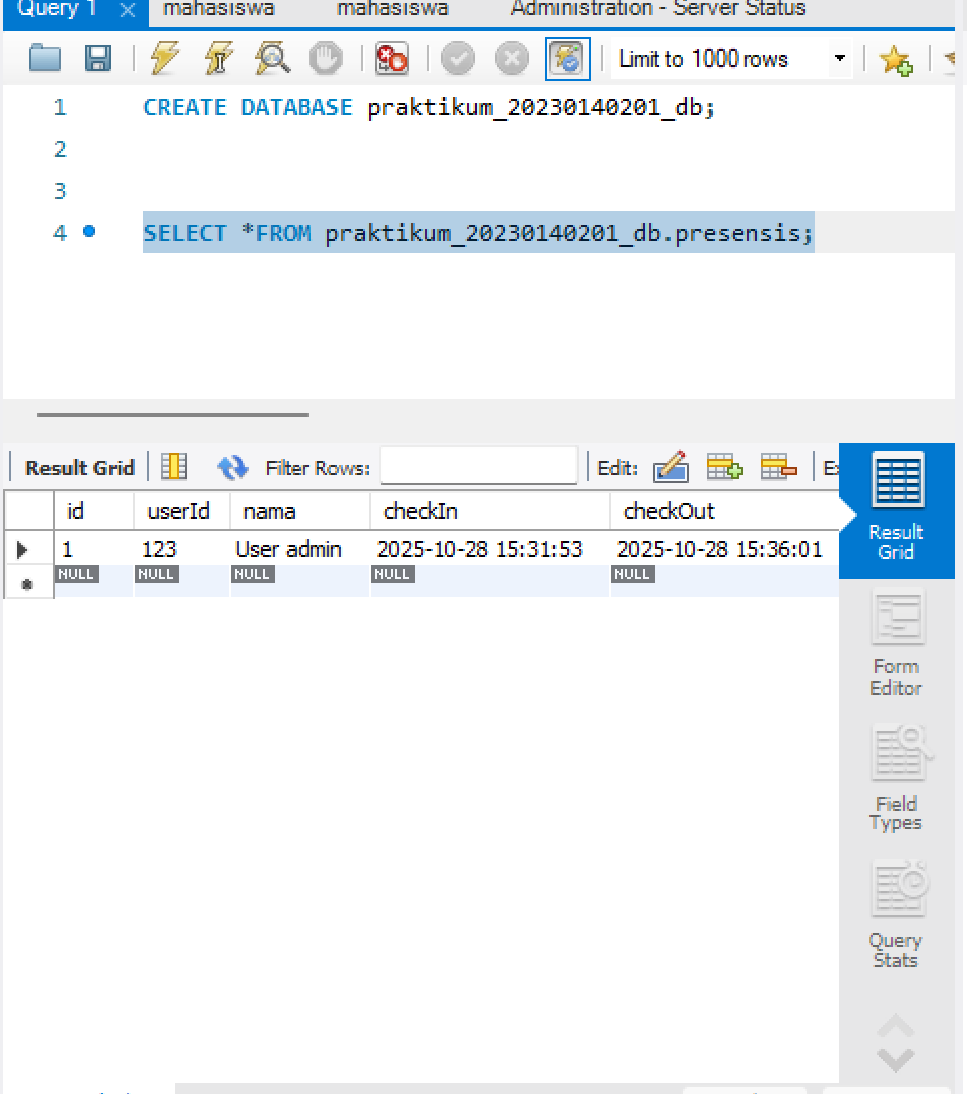 Query 1 mahasiswa mahasiswa Administration - Server Status
Limit to 1000 rows
1 CREATE DATABASE praktikum_20230140201_db;
2
3
4 SELECT *FROM praktikum_20230140201_db.presensis;
Result Grid Filter Rows: Edit:
id userId nama checkIn checkOut
1 123 User admin 2025-10-28 15:31:53 2025-10-28 15:36:01
NULL NULL NULL NULL NULL
Result
Grid
Form
Editor
Field
Types
Query
Stats